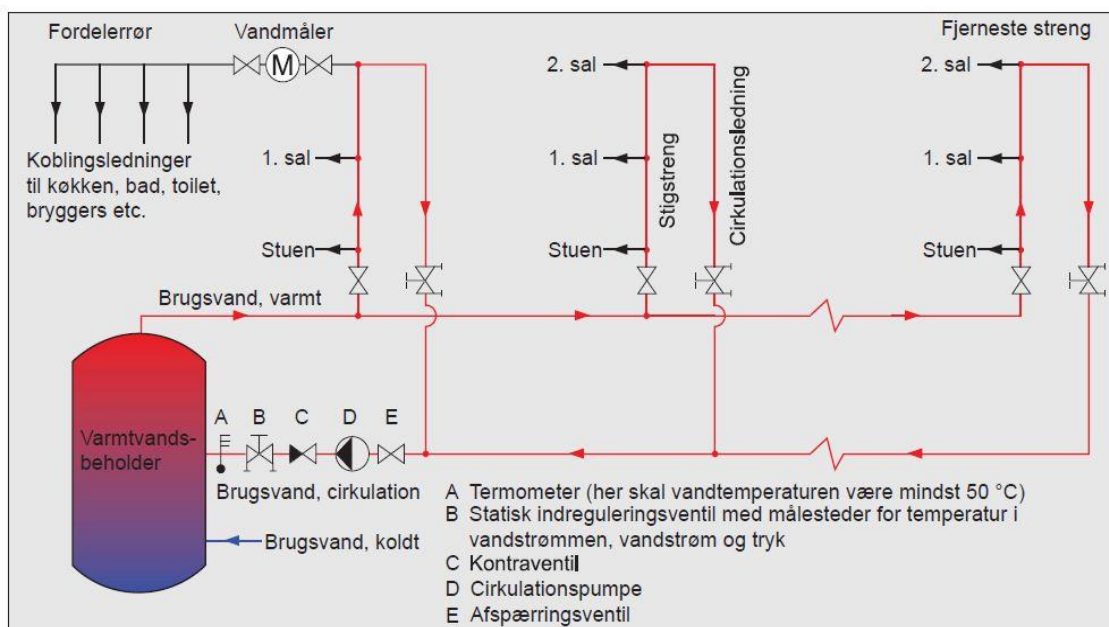 Fordelerrør
Vandmåler
Fjerneste streng
M
2. sal
2. sal
Koblingsledninger
til køkken, bad, toilet,
bryggers etc.
1. sal
1. sal
1. sal
Stigstreng
Cirkulationsledning
Stuen
Stuen
Stuen
Brugsvand, varmt
A B C D E
Varmtvands-
beholder
Brugsvand, cirkulation
Brugsvand, koldt
A Termometer (her skal vandtemperaturen være mindst 50 °C)
B Statisk indreguleringsventil med målesteder for temperatur i
vandstrømmen, vandstrøm og tryk
C Kontraventil
D Cirkulationspumpe
E Afspærringsventil